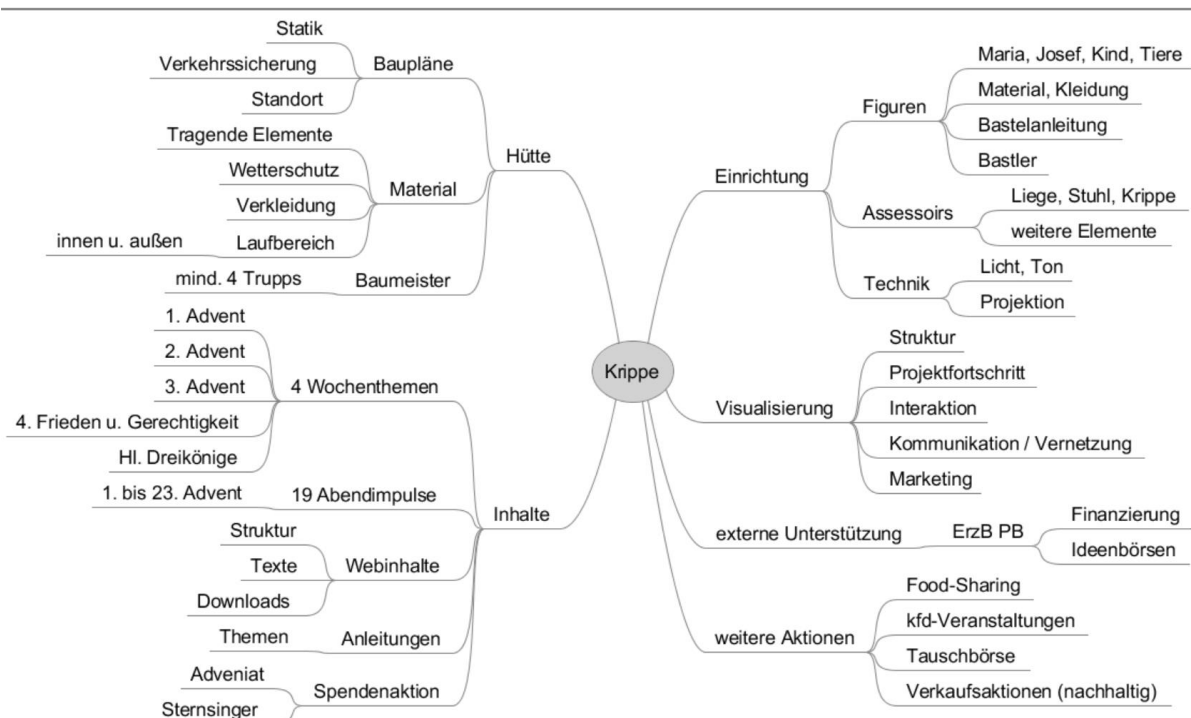 Krippe
Hütte
Baupläne
Statik
Verkehrssicherung
Standort
Material
Tragende Elemente
Wetterschutz
Verkleidung
Laufbereich
innen u. außen
Baumeister
mind. 4 Trupps
Inhalte
4 Wochenthemen
1. Advent
2. Advent
3. Advent
4. Frieden u. Gerechtigkeit
Hl. Dreikönige
19 Abendimpulse
1. bis 23. Advent
Webinhalte
Struktur
Texte
Downloads
Anleitungen
Themen
Spendenaktion
Adveniat
Sternsinger
Einrichtung
Figuren
Maria, Josef, Kind, Tiere
Material, Kleidung
Bastelanleitung
Bastler
Assessoirs
Liege, Stuhl, Krippe
weitere Elemente
Technik
Licht, Ton
Projektion
Visualisierung
Struktur
Projektfortschritt
Interaktion
Kommunikation / Vernetzung
Marketing
externe Unterstützung
ErzB PB
Finanzierung
Ideenbörsen
weitere Aktionen
Food-Sharing
kfd-Veranstaltungen
Tauschbörse
Verkaufsaktionen (nachhaltig)